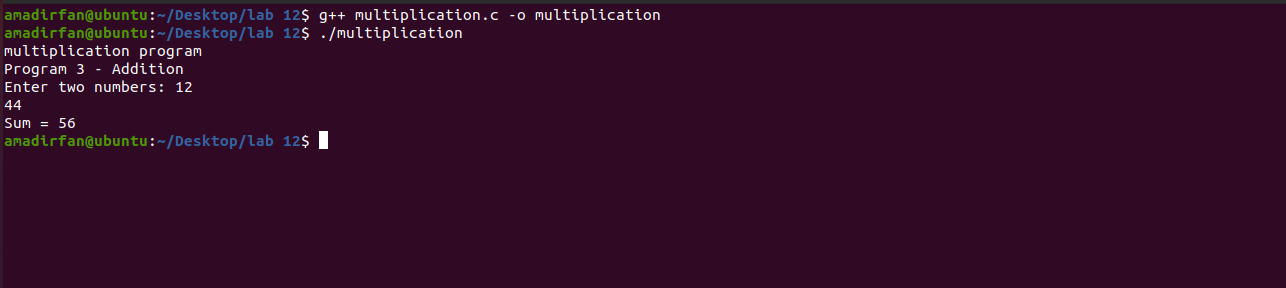 amadirfan@ubuntu:~/Desktop/lab 12$ g++ multiplication.c -o multiplication
amadirfan@ubuntu:~/Desktop/lab 12$ ./multiplication
multiplication program
Program 3 - Addition
Enter two numbers: 12
44
Sum = 56
amadirfan@ubuntu:~/Desktop/lab 12$